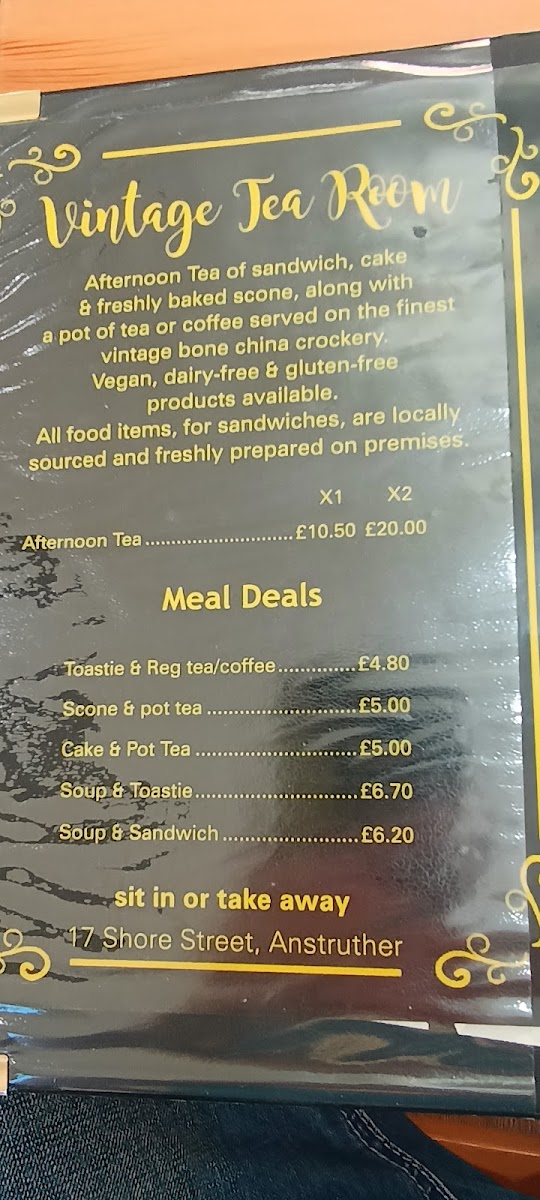 Vintage Tea Room
Afternoon Tea of sandwich, cake
& freshly baked scone, along with
a pot of tea or coffee served on the finest
vintage bone china crockery.
Vegan, dairy-free & gluten-free
products available.
All food items, for sandwiches, are locally
sourced and freshly prepared on premises.
X1 X2
Afternoon Tea............................£10.50 £20.00
Meal Deals
Toastie & Reg tea/coffee..............£4.80
Scone & pot tea ............................£5.00
Cake & Pot Tea ..............................£5.00
Soup & Toastie..............................£6.70
Soup & Sandwich.........................£6.20
sit in or take away
17 Shore Street, Anstruther